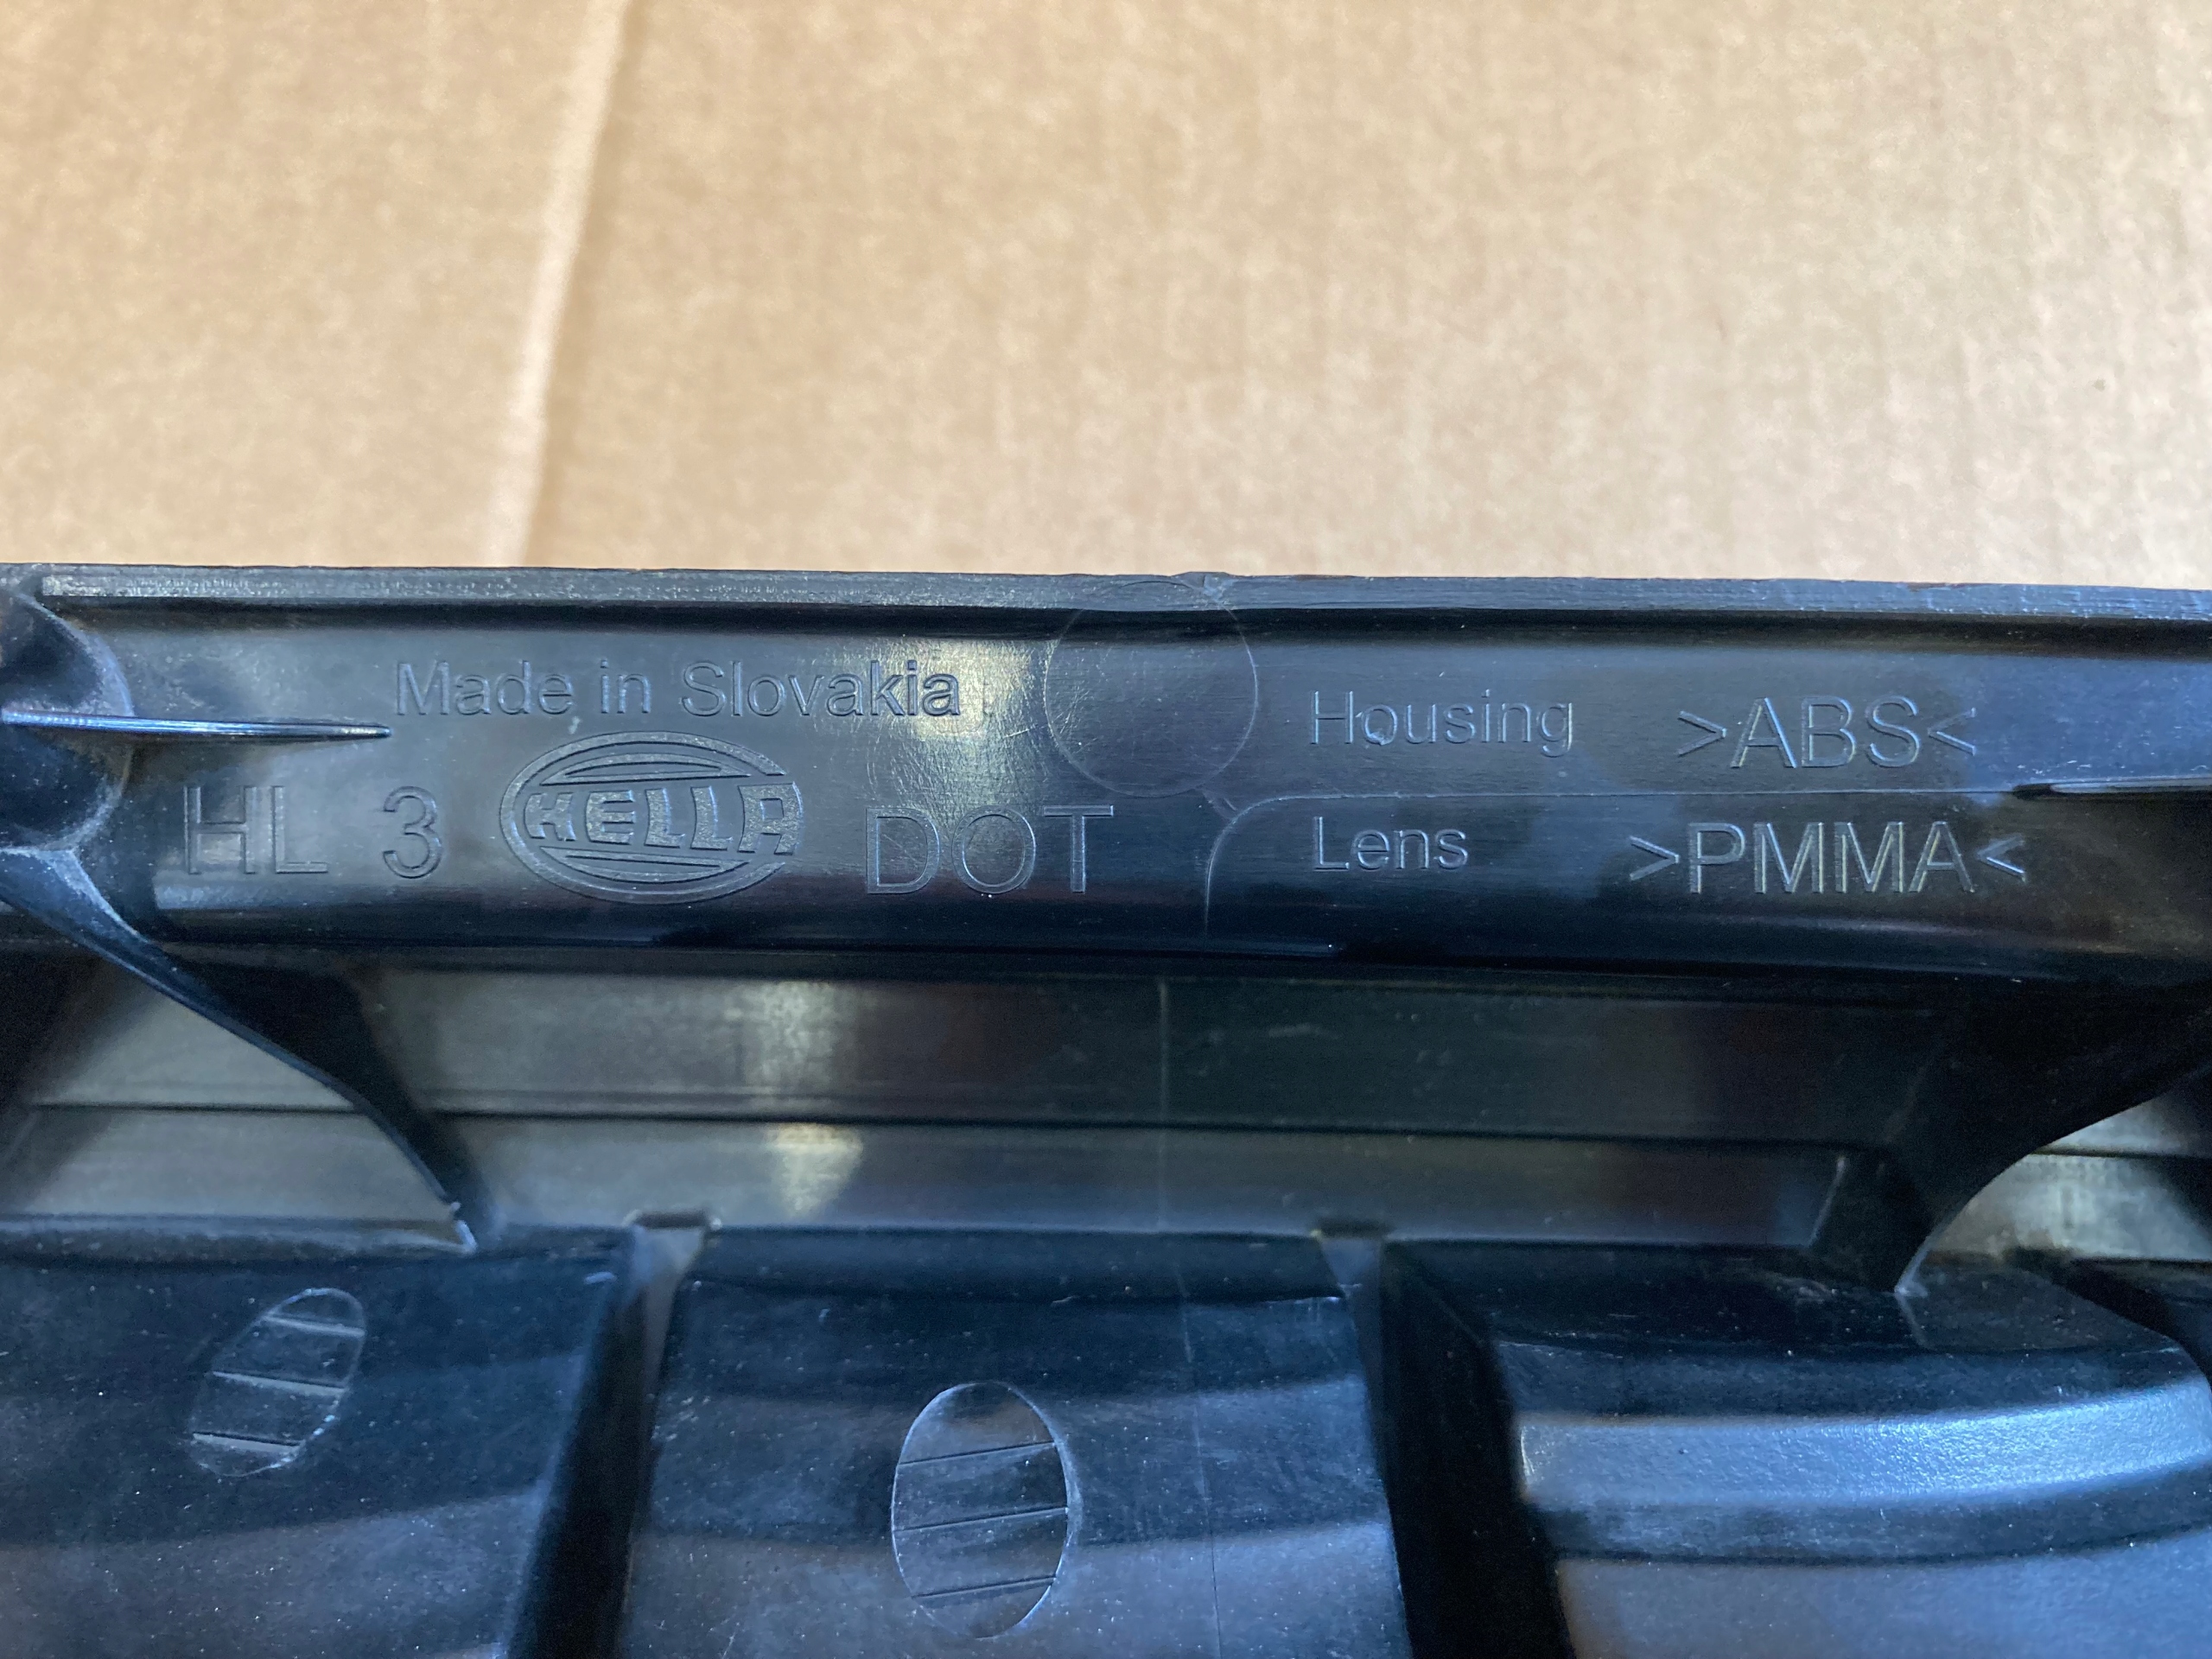 Made in Slovakia
HL 3 HELLA DOT
Housing >ABS<
Lens >PMMA<